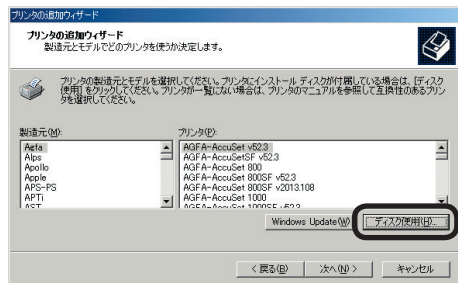 プリンタの追加ウィザード
プリンタの追加ウィザード
製造元とモデルでどのプリンタを使うか決定します。
プリンタの製造元とモデルを選択してください。プリンタにインストール ディスクが付属している場合は、[ディスク
使用] をクリックしてください。プリンタが一覧にない場合は、プリンタのマニュアルを参照して互換性のあるプリン
タを選択してください。
製造元(M):
Agfa
Alps
Apollo
Apple
APS-PS
APTi
AST
プリンタ(P):
AGFA-AccuSet v52.3
AGFA-AccuSetSF v52.3
AGFA-AccuSet 800
AGFA-AccuSet 800SF v52.3
AGFA-AccuSet 800SF v2013.108
AGFA-AccuSet 1000
AGFA-AccuSet 1000SF v52.3
Windows Update(W)
ディスク使用(H)...
< 戻る(B)
次へ(N) >
キャンセル